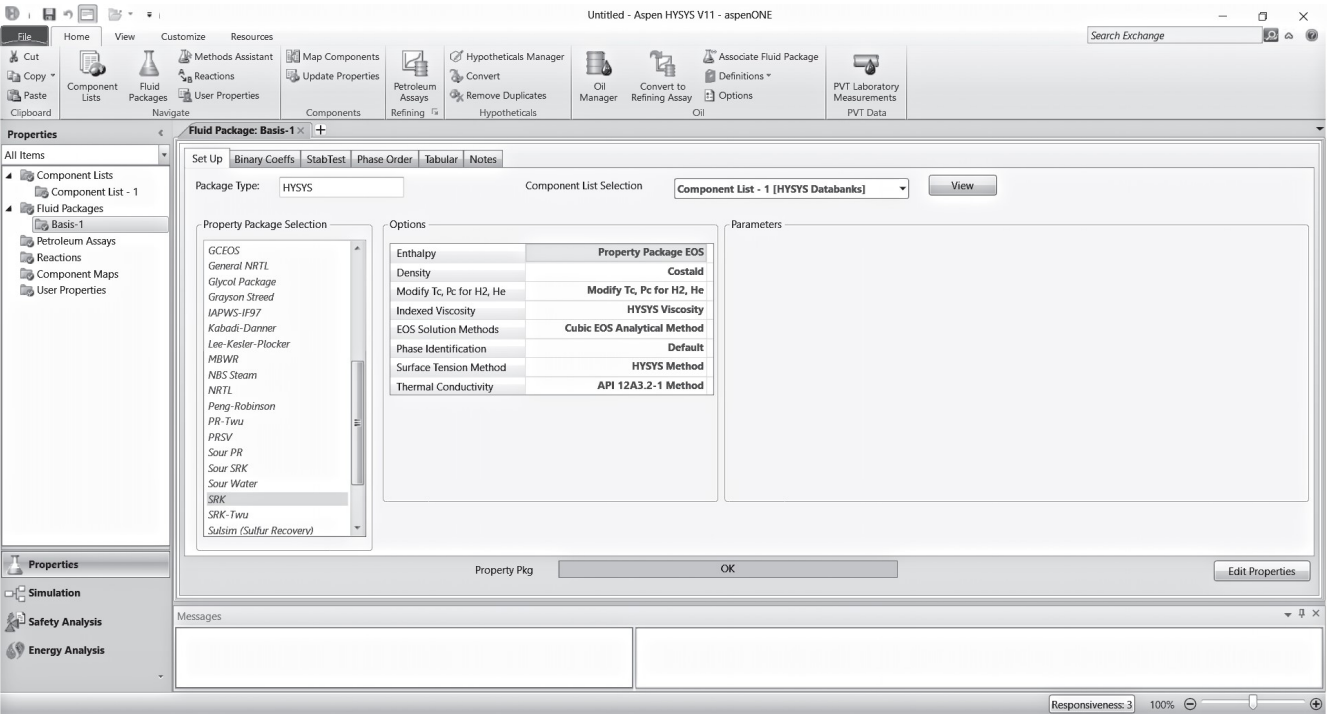 Untitled - Aspen HYSYS V11 - aspenONE
File Home View Customize Resources Search Exchange
Cut
Copy
Paste
Clipboard
Component Lists
Fluid Packages
Methods Assistant
Reactions
User Properties
Navigate
Map Components
Update Properties
Components
Petroleum Assays
Refining
Hypotheticals Manager
Convert
Remove Duplicates
Hypotheticals
Oil Manager
Convert to Refining Assay
Associate Fluid Package
Definitions
Options
Oil
PVT Laboratory Measurements
PVT Data
Properties
All Items
Component Lists
Component List - 1
Fluid Packages
Basis-1
Petroleum Assays
Reactions
Component Maps
User Properties
Properties
Simulation
Safety Analysis
Energy Analysis
Fluid Package: Basis-1
Set Up Binary Coeffs StabTest Phase Order Tabular Notes
Package Type: HYSYS Component List Selection Component List - 1 [HYSYS Databanks] View
Property Package Selection
GCEOS
General NRTL
Glycol Package
Grayson Streed
IAPWS-IF97
Kabadi-Danner
Lee-Kesler-Plocker
MBWR
NBS Steam
NRTL
Peng-Robinson
PR-Twu
PRSV
Sour PR
Sour SRK
Sour Water
SRK
SRK-Twu
Sulsim (Sulfur Recovery)
Options
Enthalpy Property Package EOS
Density Costald
Modify Tc, Pc for H2, He Modify Tc, Pc for H2, He
Indexed Viscosity HYSYS Viscosity
EOS Solution Methods Cubic EOS Analytical Method
Phase Identification Default
Surface Tension Method HYSYS Method
Thermal Conductivity API 12A3.2-1 Method
Parameters
Property Pkg OK Edit Properties
Messages
Responsiveness: 3 100%